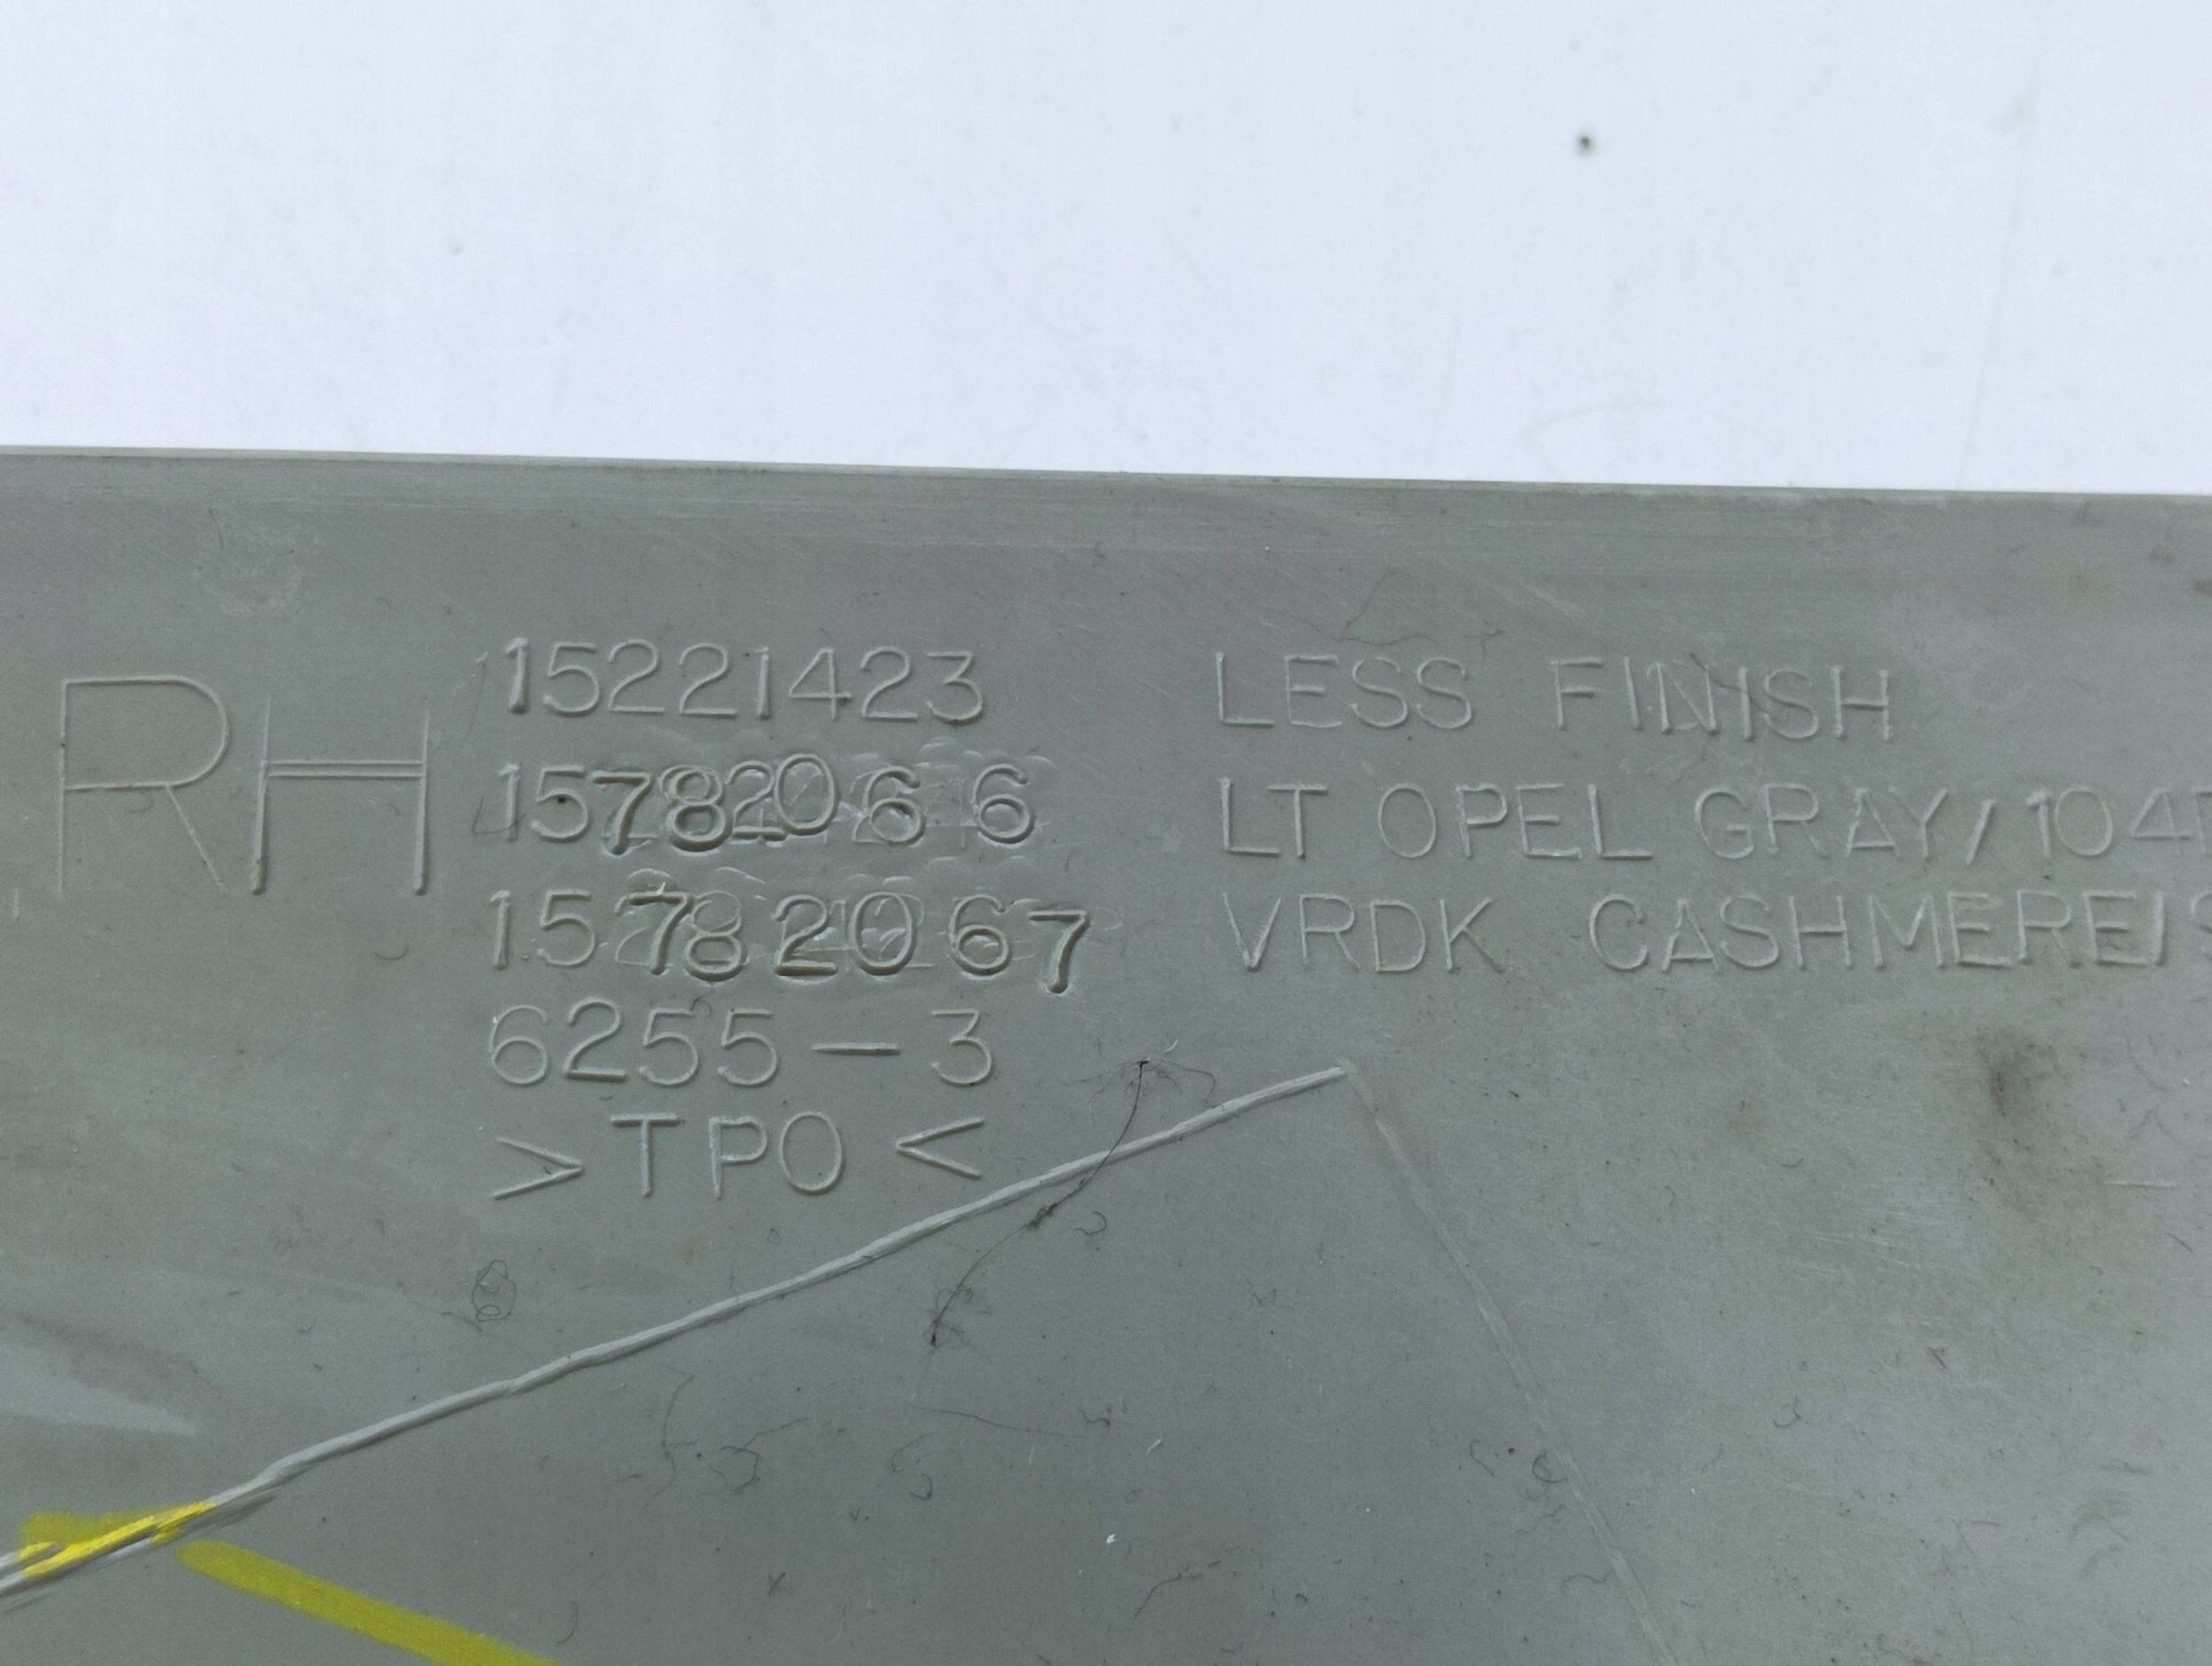 RH
15221423 LESS FINISH
15782066 LT OPEL GRAY/104
15782067 VRDK CASHMERE/
6255-3
>TPO<